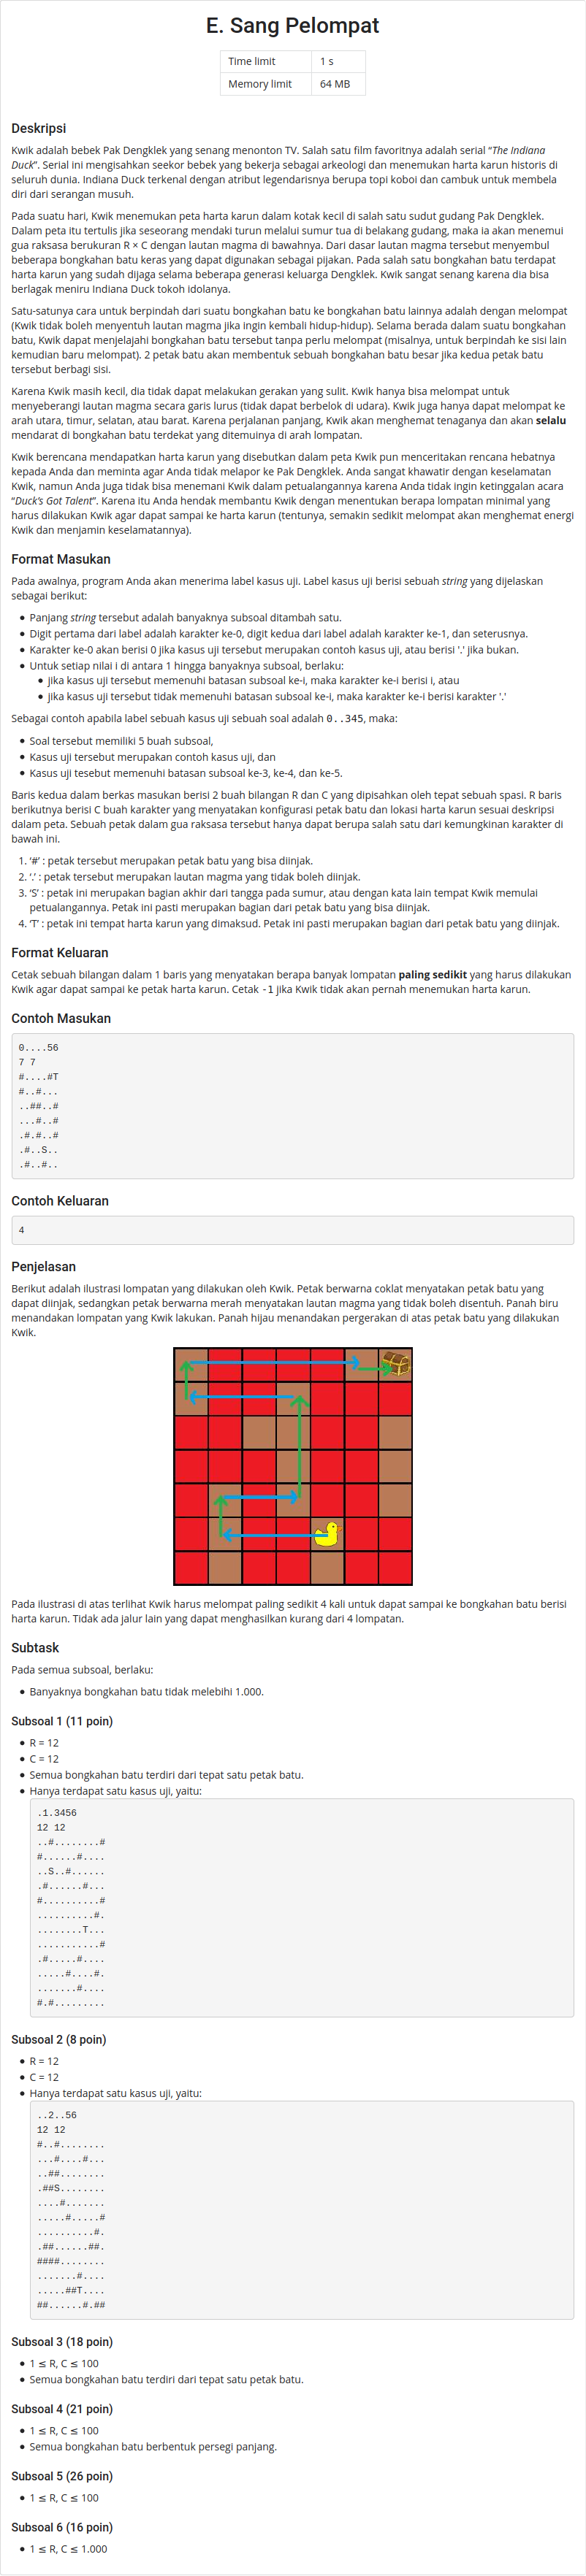 E. Sang Pelompat
Time limit 1 s
Memory limit 64 MB
Deskripsi
Kwik adalah bebek Pak Dengklek yang senang menonton TV. Salah satu film favoritnya adalah serial “The Indiana
Duck”. Serial ini mengisahkan seekor bebek yang bekerja sebagai arkeologi dan menemukan harta karun historis di
seluruh dunia. Indiana Duck terkenal dengan atribut legendarisnya berupa topi koboi dan cambuk untuk membela
diri dari serangan musuh.
Pada suatu hari, Kwik menemukan peta harta karun dalam kotak kecil di salah satu sudut gudang Pak Dengklek.
Dalam peta itu tertulis jika seseorang mendaki turun melalui sumur tua di belakang gudang, maka ia akan menemui
gua raksasa berukuran R × C dengan lautan magma di bawahnya. Dari dasar lautan magma tersebut menyembul
beberapa bongkahan batu keras yang dapat digunakan sebagai pijakan. Pada salah satu bongkahan batu terdapat
harta karun yang sudah dijaga selama beberapa generasi keluarga Dengklek. Kwik sangat senang karena dia bisa
berlagak meniru Indiana Duck tokoh idolanya.
Satu-satunya cara untuk berpindah dari suatu bongkahan batu ke bongkahan batu lainnya adalah dengan melompat
(Kwik tidak boleh menyentuh lautan magma jika ingin kembali hidup-hidup). Selama berada dalam suatu bongkahan
batu, Kwik dapat menjelajahi bongkahan batu tersebut tanpa perlu melompat (misalnya, untuk berpindah ke sisi lain
kemudian baru melompat). 2 petak batu akan membentuk sebuah bongkahan batu besar jika kedua petak batu
tersebut berbagi sisi.
Karena Kwik masih kecil, dia tidak dapat melakukan gerakan yang sulit. Kwik hanya bisa melompat untuk
menyeberangi lautan magma secara garis lurus (tidak dapat berbelok di udara). Kwik juga hanya dapat melompat ke
arah utara, timur, selatan, atau barat. Karena perjalanan panjang, Kwik akan menghemat tenaganya dan akan selalu
mendarat di bongkahan batu terdekat yang ditemuinya di arah lompatan.
Kwik berencana mendapatkan harta karun yang disebutkan dalam peta Kwik pun menceritakan rencana hebatnya
kepada Anda dan meminta agar Anda tidak melapor ke Pak Dengklek. Anda sangat khawatir dengan keselamatan
Kwik, namun Anda juga tidak bisa menemani Kwik dalam petualangannya karena Anda tidak ingin ketinggalan acara
“Duck’s Got Talent”. Karena itu Anda hendak membantu Kwik dengan menentukan berapa lompatan minimal yang
harus dilakukan Kwik agar dapat sampai ke harta karun (tentunya, semakin sedikit melompat akan menghemat energi
Kwik dan menjamin keselamatannya).
Format Masukan
Pada awalnya, program Anda akan menerima label kasus uji. Label kasus uji berisi sebuah string yang dijelaskan
sebagai berikut:
• Panjang string tersebut adalah banyaknya subsoal ditambah satu.
• Digit pertama dari label adalah karakter ke-0, digit kedua dari label adalah karakter ke-1, dan seterusnya.
• Karakter ke-0 akan berisi 0 jika kasus uji tersebut merupakan contoh kasus uji, atau berisi '.' jika bukan.
• Untuk setiap nilai i di antara 1 hingga banyaknya subsoal, berlaku:
• jika kasus uji tersebut memenuhi batasan subsoal ke-i, maka karakter ke-i berisi i, atau
• jika kasus uji tersebut tidak memenuhi batasan subsoal ke-i, maka karakter ke-i berisi karakter '.'
Sebagai contoh apabila label sebuah kasus uji sebuah soal adalah 0..345, maka:
• Soal tersebut memiliki 5 buah subsoal,
• Kasus uji tersebut merupakan contoh kasus uji, dan
• Kasus uji tesebut memenuhi batasan subsoal ke-3, ke-4, dan ke-5.
Baris kedua dalam berkas masukan berisi 2 buah bilangan R dan C yang dipisahkan oleh tepat sebuah spasi. R baris
berikutnya berisi C buah karakter yang menyatakan konfigurasi petak batu dan lokasi harta karun sesuai deskripsi
dalam peta. Sebuah petak dalam gua raksasa tersebut hanya dapat berupa salah satu dari kemungkinan karakter di
bawah ini.
1. ‘#’ : petak tersebut merupakan petak batu yang bisa diinjak.
2. ‘.’ : petak tersebut merupakan lautan magma yang tidak boleh diinjak.
3. ‘S’ : petak ini merupakan bagian akhir dari tangga pada sumur, atau dengan kata lain tempat Kwik memulai
petualangannya. Petak ini pasti merupakan bagian dari petak batu yang bisa diinjak.
4. ‘T’ : petak ini tempat harta karun yang dimaksud. Petak ini pasti merupakan bagian dari petak batu yang diinjak.
Format Keluaran
Cetak sebuah bilangan dalam 1 baris yang menyatakan berapa banyak lompatan paling sedikit yang harus dilakukan
Kwik agar dapat sampai ke petak harta karun. Cetak -1 jika Kwik tidak akan pernah menemukan harta karun.
Contoh Masukan
0....56
7 7
#....#T
#..#...
..##..#
...#..#
.#.#..#
.#..S..
.#..#..
Contoh Keluaran
4
Penjelasan
Berikut adalah ilustrasi lompatan yang dilakukan oleh Kwik. Petak berwarna coklat menyatakan petak batu yang
dapat diinjak, sedangkan petak berwarna merah menyatakan lautan magma yang tidak boleh disentuh. Panah biru
menandakan lompatan yang Kwik lakukan. Panah hijau menandakan pergerakan di atas petak batu yang dilakukan
Kwik.
Pada ilustrasi di atas terlihat Kwik harus melompat paling sedikit 4 kali untuk dapat sampai ke bongkahan batu berisi
harta karun. Tidak ada jalur lain yang dapat menghasilkan kurang dari 4 lompatan.
Subtask
Pada semua subsoal, berlaku:
• Banyaknya bongkahan batu tidak melebihi 1.000.
Subsoal 1 (11 poin)
• R = 12
• C = 12
• Semua bongkahan batu terdiri dari tepat satu petak batu.
• Hanya terdapat satu kasus uji, yaitu:
.1.3456
12 12
..#........#
#......#....
..S..#......
.#......#...
#..........#
..........#.
........T...
...........#
.#.....#....
.....#....#.
.......#....
#.#.........
Subsoal 2 (8 poin)
• R = 12
• C = 12
• Hanya terdapat satu kasus uji, yaitu:
..2..56
12 12
#..#........
...#....#...
..##........
.##S........
....#.......
.....#.....#
..........#.
.##......##.
####........
.......#....
.....##T....
##......#.##
Subsoal 3 (18 poin)
• 1 ≤ R, C ≤ 100
• Semua bongkahan batu terdiri dari tepat satu petak batu.
Subsoal 4 (21 poin)
• 1 ≤ R, C ≤ 100
• Semua bongkahan batu berbentuk persegi panjang.
Subsoal 5 (26 poin)
• 1 ≤ R, C ≤ 100
Subsoal 6 (16 poin)
• 1 ≤ R, C ≤ 1.000